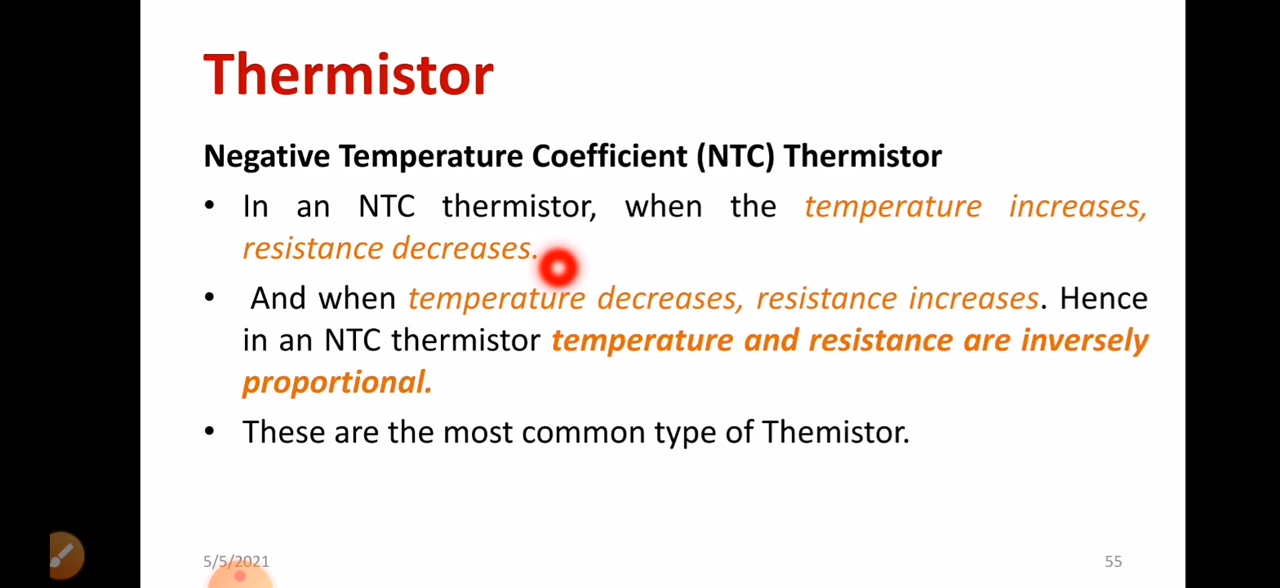 Thermistor
Negative Temperature Coefficient (NTC) Thermistor
• In an NTC thermistor, when the temperature increases,
resistance decreases.
• And when temperature decreases, resistance increases. Hence
in an NTC thermistor temperature and resistance are inversely
proportional.
• These are the most common type of Themistor.
5/5/2021
55